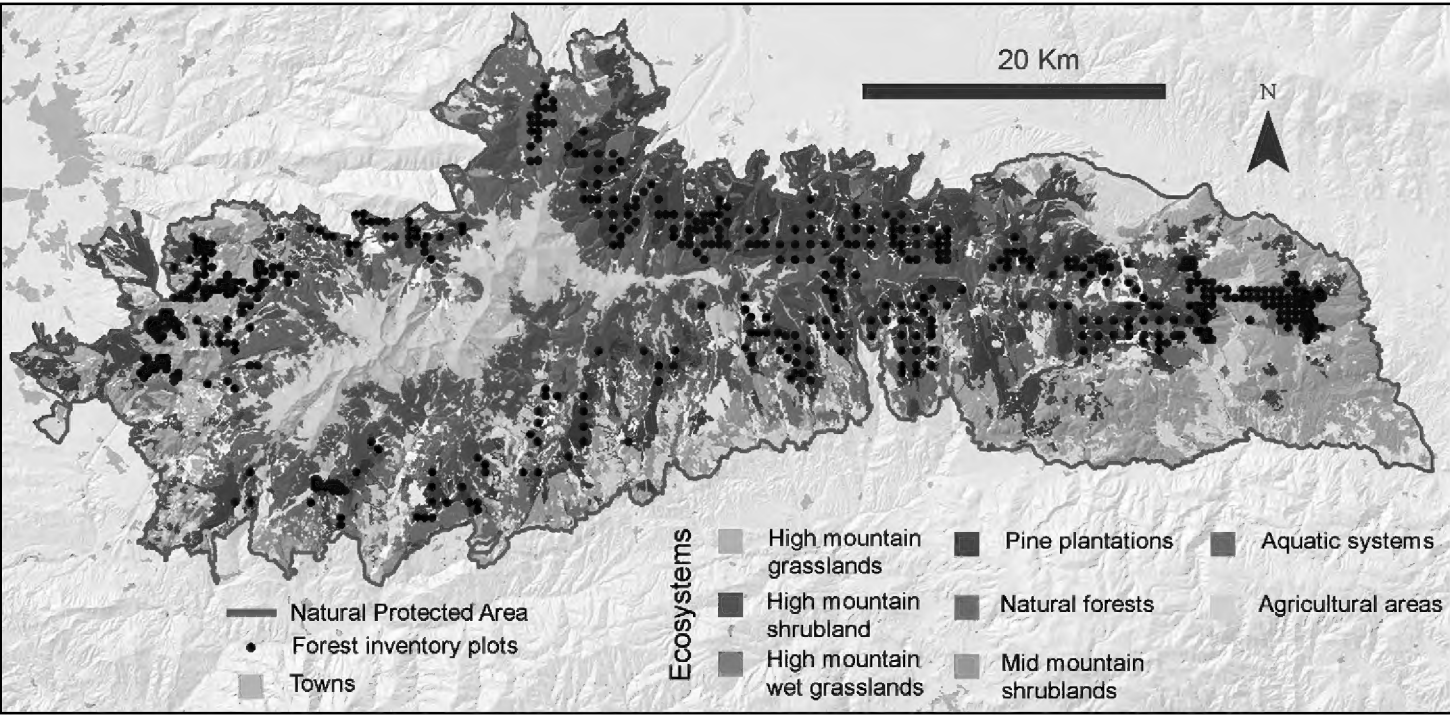 20 Km
N
Ecosystems
High mountain
grasslands
High mountain
shrubland
High mountain
wet grasslands
Pine plantations
Natural forests
Mid mountain
shrublands
Aquatic systems
Agricultural areas
Natural Protected Area
Forest inventory plots
Towns